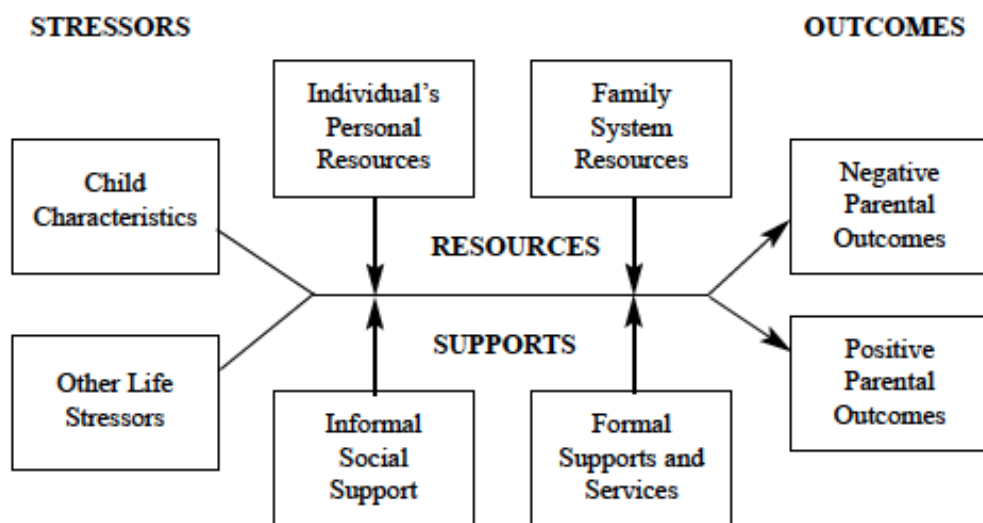 STRESSORS
OUTCOMES
Individual's
Personal
Resources
Family
System
Resources
Child
Characteristics
Negative
Parental
Outcomes
RESOURCES
SUPPORTS
Other Life
Stressors
Informal
Social
Support
Formal
Supports and
Services
Positive
Parental
Outcomes